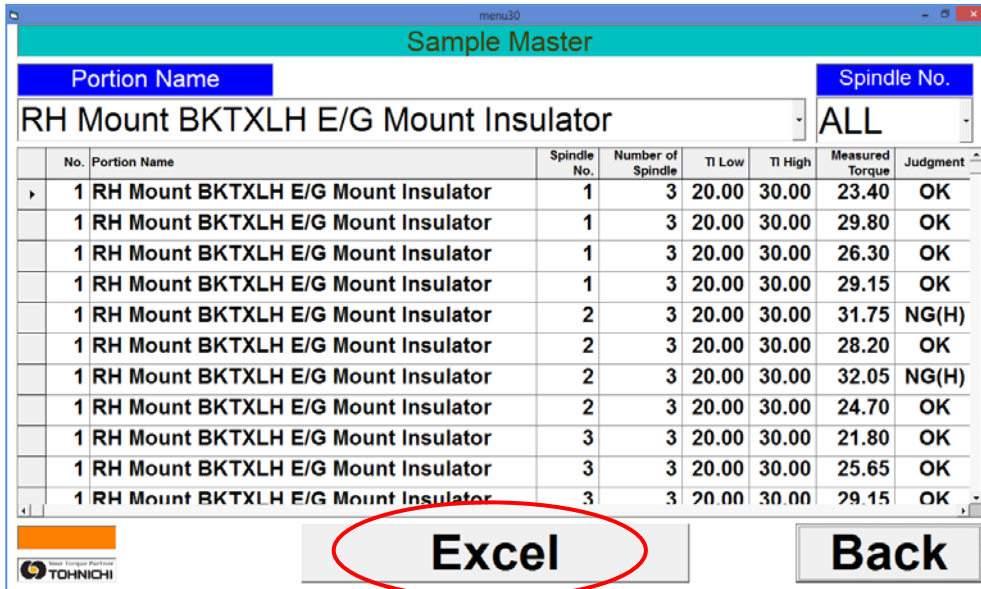 menu30
Sample Master
Portion Name Spindle No.
RH Mount BKTXLH E/G Mount Insulator ALL
No. Portion Name Spindle No. Number of Spindle TI Low TI High Measured Torque Judgment
1 RH Mount BKTXLH E/G Mount Insulator 1 3 20.00 30.00 23.40 OK
1 RH Mount BKTXLH E/G Mount Insulator 1 3 20.00 30.00 29.80 OK
1 RH Mount BKTXLH E/G Mount Insulator 1 3 20.00 30.00 26.30 OK
1 RH Mount BKTXLH E/G Mount Insulator 1 3 20.00 30.00 29.15 OK
1 RH Mount BKTXLH E/G Mount Insulator 2 3 20.00 30.00 31.75 NG(H)
1 RH Mount BKTXLH E/G Mount Insulator 2 3 20.00 30.00 28.20 OK
1 RH Mount BKTXLH E/G Mount Insulator 2 3 20.00 30.00 32.05 NG(H)
1 RH Mount BKTXLH E/G Mount Insulator 2 3 20.00 30.00 24.70 OK
1 RH Mount BKTXLH E/G Mount Insulator 3 3 20.00 30.00 21.80 OK
1 RH Mount BKTXLH E/G Mount Insulator 3 3 20.00 30.00 25.65 OK
1 RH Mount BKTXLH E/G Mount Insulator 3 3 20.00 30.00 29.15 OK
Excel Back
Your Torque Partner
TOHNICHI